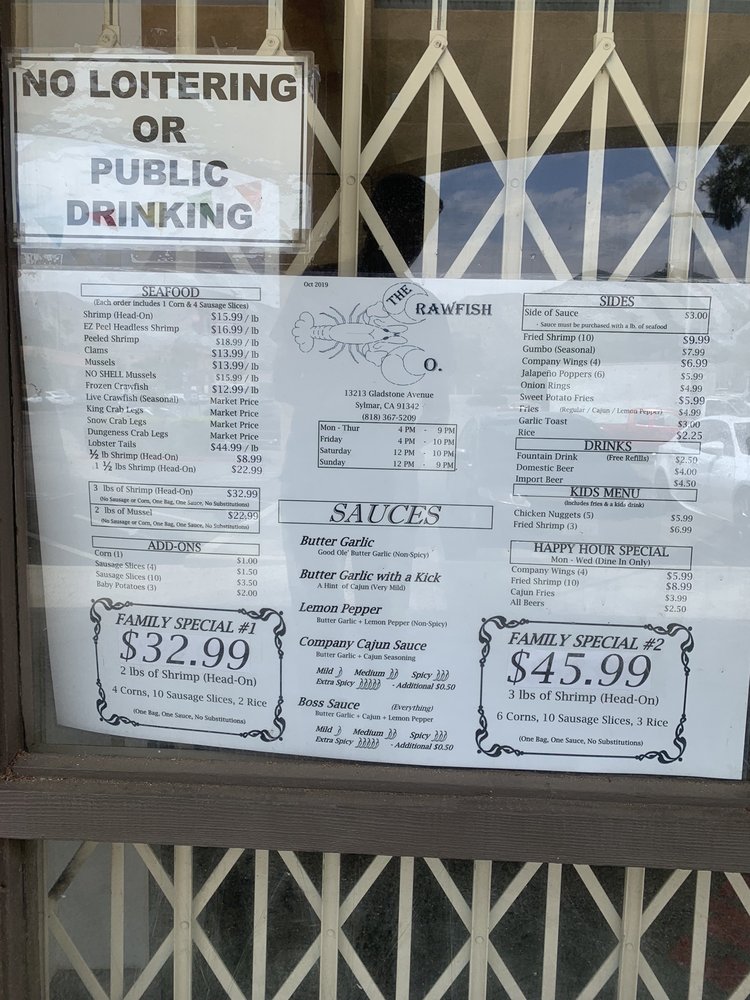 NO LOITERING
OR
PUBLIC
DRINKING
Oct 2019
THE RAWFISH
O.
13213 Gladstone Avenue
Sylmar, CA 91342
(818) 367-5209
Mon - Thur 4 PM - 9 PM
Friday 4 PM - 10 PM
Saturday 12 PM - 10 PM
Sunday 12 PM - 9 PM
SEAFOOD
(Each order includes 1 Corn & 4 Sausage Slices)
Shrimp (Head-On) $15.99 / lb
EZ Peel Headless Shrimp $16.99 / lb
Peeled Shrimp $18.99 / lb
Clams $13.99 / lb
Mussels $13.99 / lb
NO SHELL Mussels $15.99 / lb
Frozen Crawfish $12.99 / lb
Live Crawfish (Seasonal) Market Price
King Crab Legs Market Price
Snow Crab Legs Market Price
Dungeness Crab Legs Market Price
Lobster Tails $44.99 / lb
½ lb Shrimp (Head-On) $8.99
1 ½ lbs Shrimp (Head-On) $22.99
3 lbs of Shrimp (Head-On) $32.99
(No Sausage or Corn, One Bag, One Sauce, No Substitutions)
2 lbs of Mussel $22.99
(No Sausage or Corn, One Bag, One Sauce, No Substitutions)
ADD-ONS
Corn (1) $1.00
Sausage Slices (4) $1.50
Sausage Slices (10) $3.50
Baby Potatoes (3) $2.00
FAMILY SPECIAL #1
$32.99
2 lbs of Shrimp (Head-On)
4 Corns, 10 Sausage Slices, 2 Rice
(One Bag, One Sauce, No Substitutions)
SAUCES
Butter Garlic
Good Ole' Butter Garlic (Non-Spicy)
Butter Garlic with a Kick
A Hint of Cajun (Very Mild)
Lemon Pepper
Butter Garlic + Lemon Pepper (Non-Spicy)
Company Cajun Sauce
Butter Garlic + Cajun Seasoning
Mild Medium Spicy
Extra Spicy - Additional $0.50
Boss Sauce (Everything)
Butter Garlic + Cajun + Lemon Pepper
Mild Medium Spicy
Extra Spicy - Additional $0.50
SIDES
Side of Sauce $3.00
- Sauce must be purchased with a lb. of seafood
Fried Shrimp (10) $9.99
Gumbo (Seasonal) $7.99
Company Wings (4) $6.99
Jalapeño Poppers (6) $5.99
Onion Rings $4.99
Sweet Potato Fries $5.99
Fries (Regular / Cajun / Lemon Pepper) $4.99
Garlic Toast $3.00
Rice $2.25
DRINKS
Fountain Drink (Free Refills) $2.50
Domestic Beer $4.00
Import Beer $4.50
KIDS MENU
(Includes fries & a kids drink)
Chicken Nuggets (5) $5.99
Fried Shrimp (3) $6.99
HAPPY HOUR SPECIAL
Mon - Wed (Dine In Only)
Company Wings (4) $5.99
Fried Shrimp (10) $8.99
Cajun Fries $3.99
All Beers $2.50
FAMILY SPECIAL #2
$45.99
3 lbs of Shrimp (Head-On)
6 Corns, 10 Sausage Slices, 3 Rice
(One Bag, One Sauce, No Substitutions)